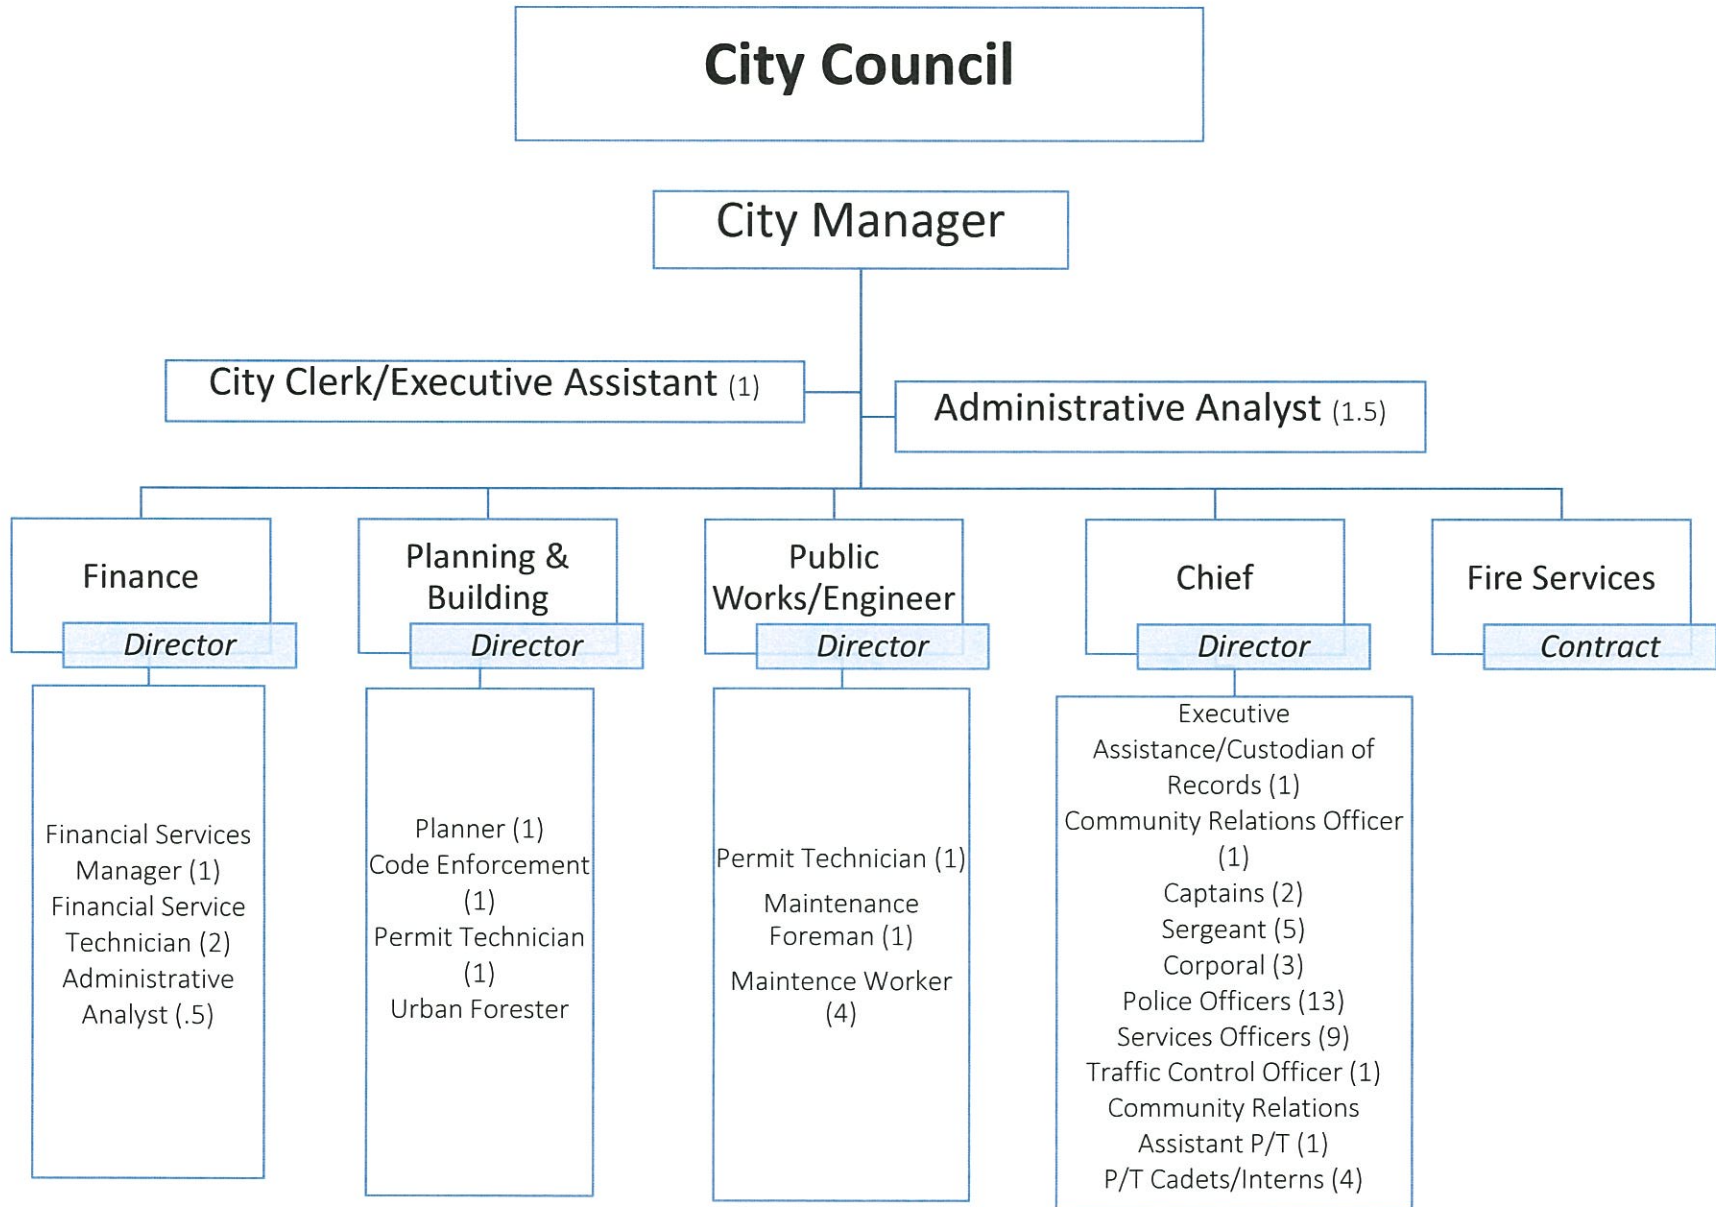 City Council
City Manager
City Clerk/Executive Assistant (1)
Administrative Analyst (1.5)
Finance
Director
Planning &
Building
Director
Public
Works/Engineer
Director
Chief
Director
Fire Services
Contract
Financial Services
Manager (1)
Financial Service
Technician (2)
Administrative
Analyst (.5)
Planner (1)
Code Enforcement
(1)
Permit Technician
(1)
Urban Forester
Permit Technician (1)
Maintenance
Foreman (1)
Maintence Worker
(4)
Executive
Assistance/Custodian of
Records (1)
Community Relations Officer
(1)
Captains (2)
Sergeant (5)
Corporal (3)
Police Officers (13)
Services Officers (9)
Traffic Control Officer (1)
Community Relations
Assistant P/T (1)
P/T Cadets/Interns (4)